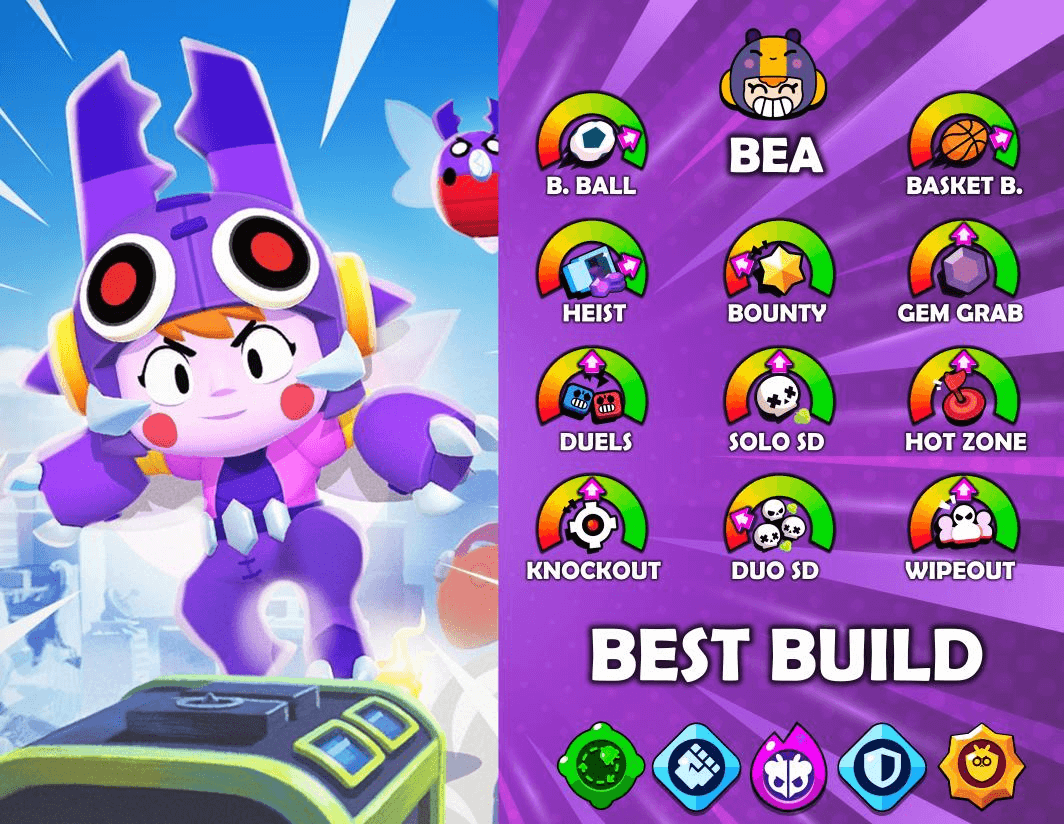 BEA
B. BALL
BASKET B.
HEIST
BOUNTY
GEM GRAB
DUELS
SOLO SD
HOT ZONE
KNOCKOUT
DUO SD
WIPEOUT
BEST BUILD